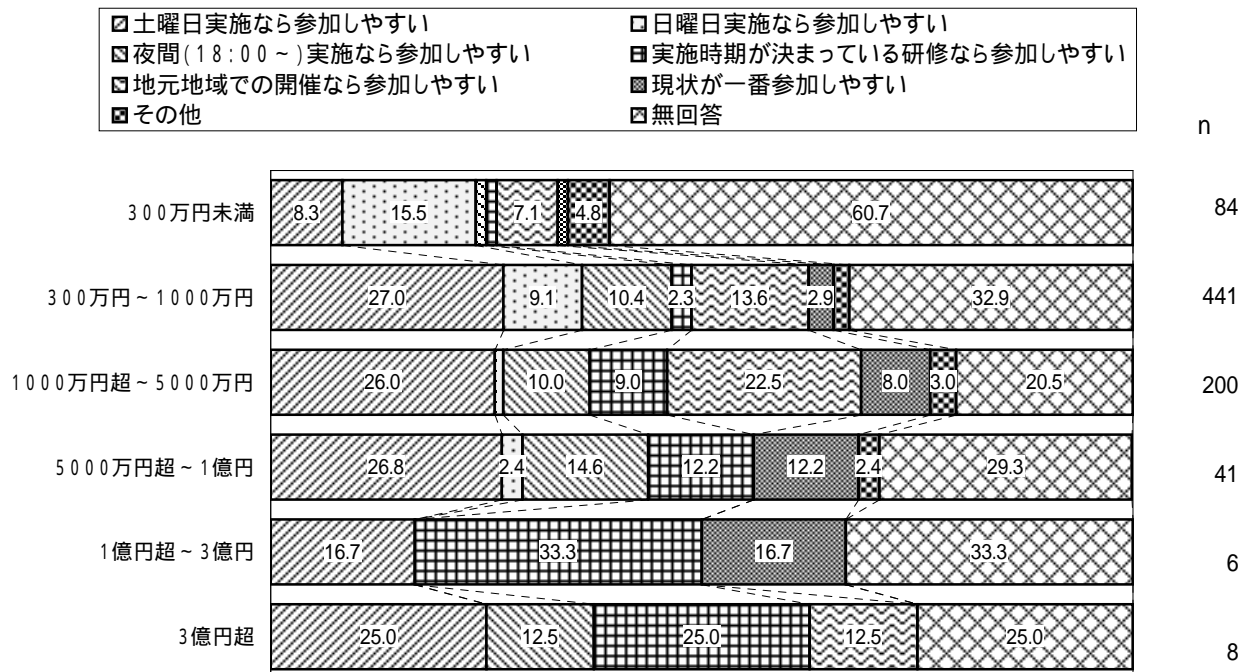 土曜日実施なら参加しやすい 日曜日実施なら参加しやすい
夜間(18:00~)実施なら参加しやすい 実施時期が決まっている研修なら参加しやすい
地元地域での開催なら参加しやすい 現状が一番参加しやすい
その他 無回答
n
300万円未満 8.3 15.5 7.1 4.8 60.7 84
300万円~1000万円 27.0 9.1 10.4 2.3 13.6 2.9 32.9 441
1000万円超~5000万円 26.0 10.0 9.0 22.5 8.0 3.0 20.5 200
5000万円超~1億円 26.8 2.4 14.6 12.2 12.2 2.4 29.3 41
1億円超~3億円 16.7 33.3 16.7 33.3 6
3億円超 25.0 12.5 25.0 12.5 25.0 8